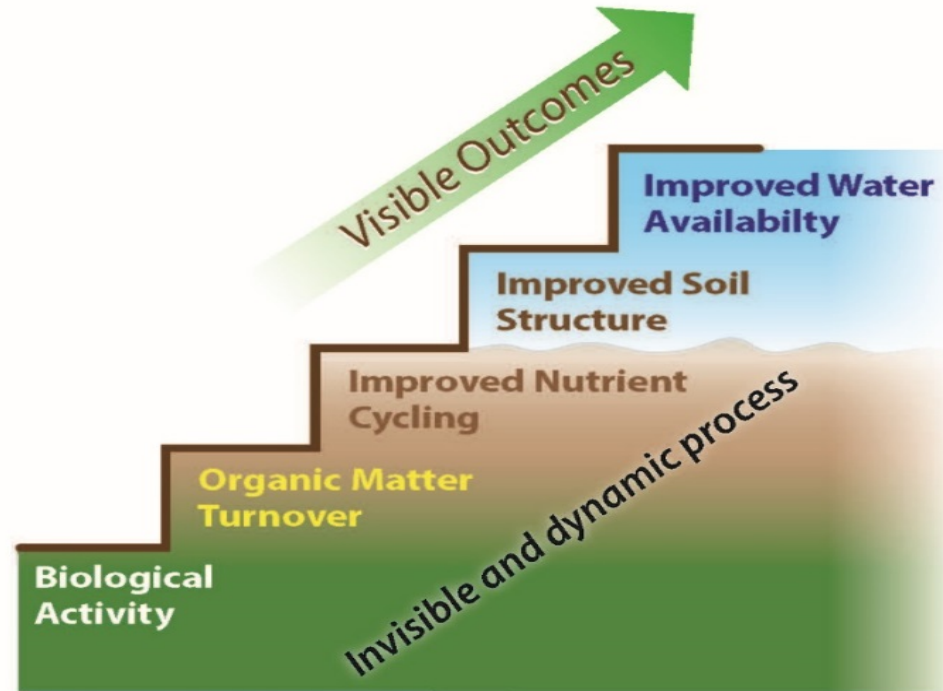 Visible Outcomes
Improved Water
Availabilty
Improved Soil
Structure
Improved Nutrient
Cycling
Organic Matter
Turnover
Biological
Activity
Invisible and dynamic process